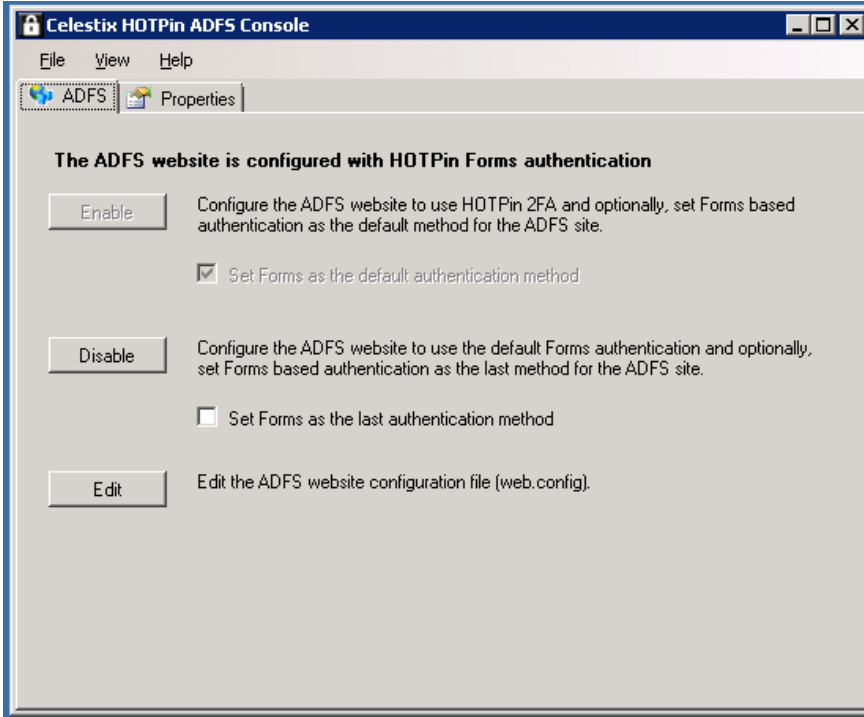 Celestix HOTPin ADFS Console
File View Help
ADFS Properties
The ADFS website is configured with HOTPin Forms authentication
Enable
Configure the ADFS website to use HOTPin 2FA and optionally, set Forms based
authentication as the default method for the ADFS site.
Set Forms as the default authentication method
Disable
Configure the ADFS website to use the default Forms authentication and optionally,
set Forms based authentication as the last method for the ADFS site.
Set Forms as the last authentication method
Edit
Edit the ADFS website configuration file (web.config).